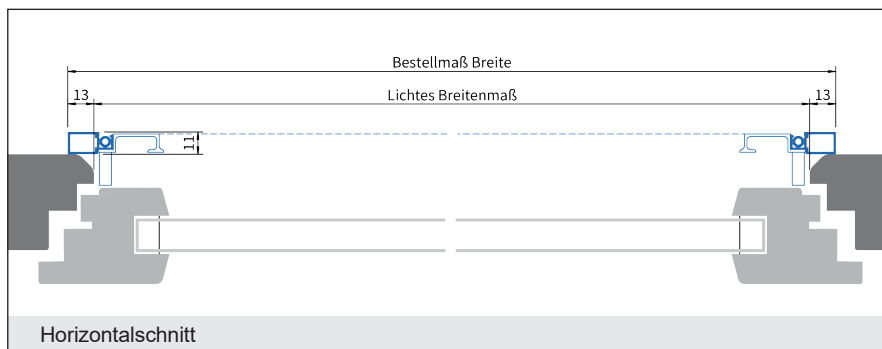 Bestellmaß Breite
13 Lichtes Breitenmaß 13
11
Horizontalschnitt